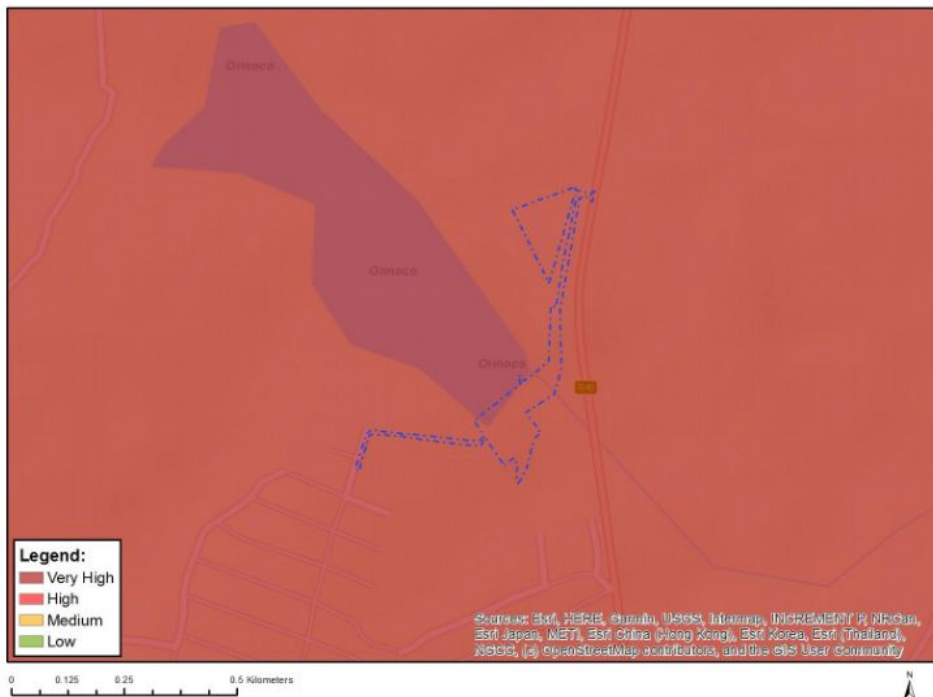 Orinoco
Orinoco
Orinoco
Legend:
Very High
High
Medium
Low
Sources: Esri, HERE, Garmin, USGS, Intermap, INCREMENT P, NRCan,
Esri Japan, METI, Esri China (Hong Kong), Esri Korea, Esri (Thailand),
NGCC, (c) OpenStreetMap contributors, and the GIS User Community
0 0.125 0.25 0.5 Kilometers
N